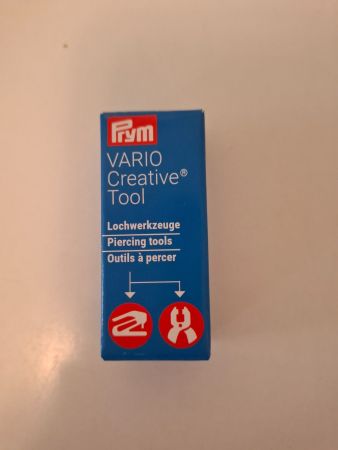 Prym
VARIO
Creative®
Tool
Lochwerkzeuge
Piercing tools
Outils à percer